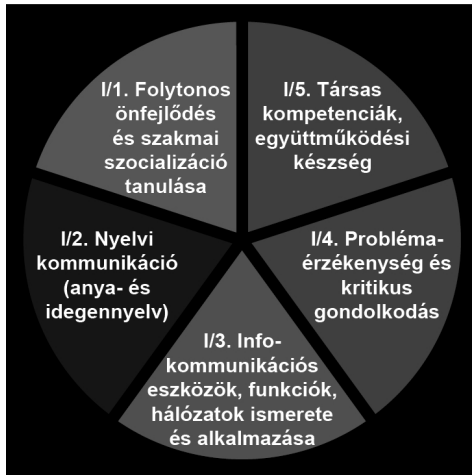 I/1. Folytonos
önfejlődés
és szakmai
szocializáció
tanulása
I/2. Nyelvi
kommunikáció
(anya- és
idegennyelv)
I/3. Info-
kommunikációs
eszközök, funkciók,
hálózatok ismerete
és alkalmazása
I/4. Probléma-
érzékenység és
kritikus
gondolkodás
I/5. Társas
kompetenciák,
együttműködési
készség